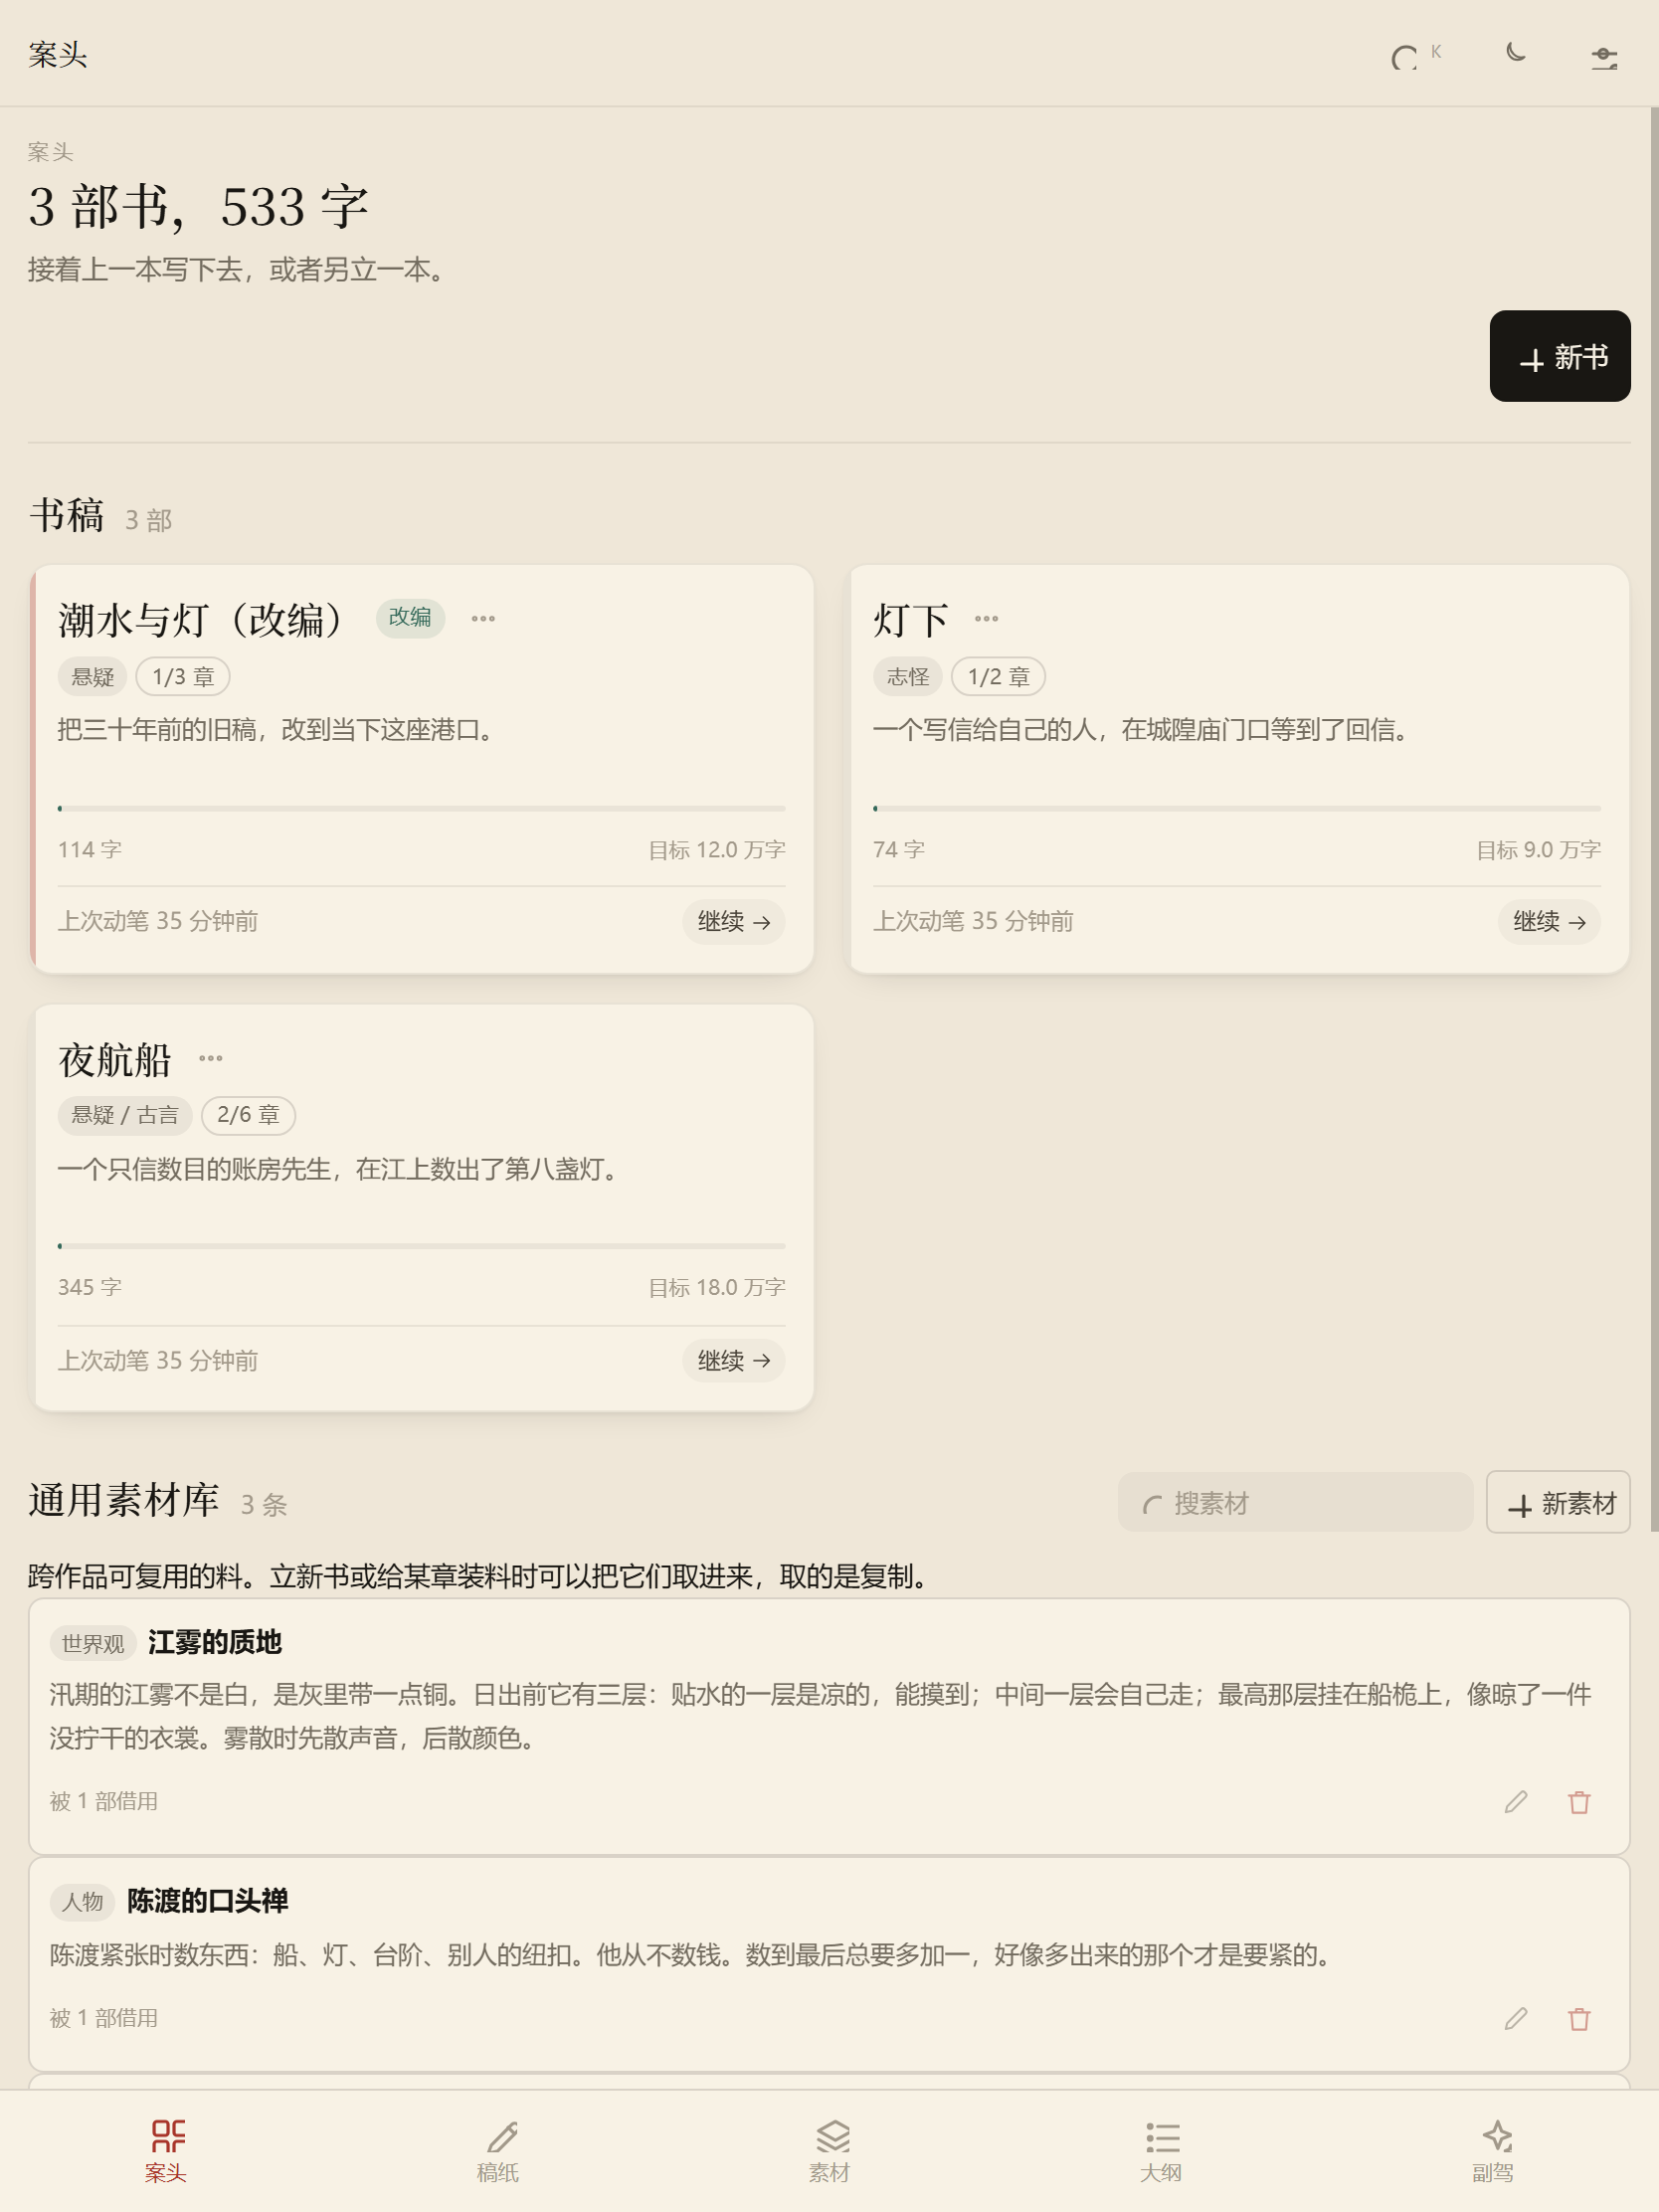 案头
K
案头
3 部书，533 字
接着上一本写下去，或者另立一本。
新书
书稿 3 部
潮水与灯（改编） 改编
悬疑 1/3 章
把三十年前的旧稿，改到当下这座港口。
114 字 目标 12.0 万字
上次动笔 35 分钟前 继续 →
灯下
志怪 1/2 章
一个写信给自己的人，在城隍庙门口等到了回信。
74 字 目标 9.0 万字
上次动笔 35 分钟前 继续 →
夜航船
悬疑 / 古言 2/6 章
一个只信数目的账房先生，在江上数出了第八盏灯。
345 字 目标 18.0 万字
上次动笔 35 分钟前 继续 →
通用素材库 3 条 搜素材 新素材
跨作品可复用的料。立新书或给某章装料时可以把它们取进来，取的是复制。
世界观 江雾的质地
汛期的江雾不是白，是灰里带一点铜。日出前它有三层：贴水的一层是凉的，能摸到；中间一层会自己走；最高那层挂在船桅上，像晾了一件
没拧干的衣裳。雾散时先散声音，后散颜色。
被 1 部借用
人物 陈渡的口头禅
陈渡紧张时数东西：船、灯、台阶、别人的纽扣。他从不数钱。数到最后总要多加一，好像多出来的那个才是要紧的。
被 1 部借用
案头 稿纸 素材 大纲 副驾